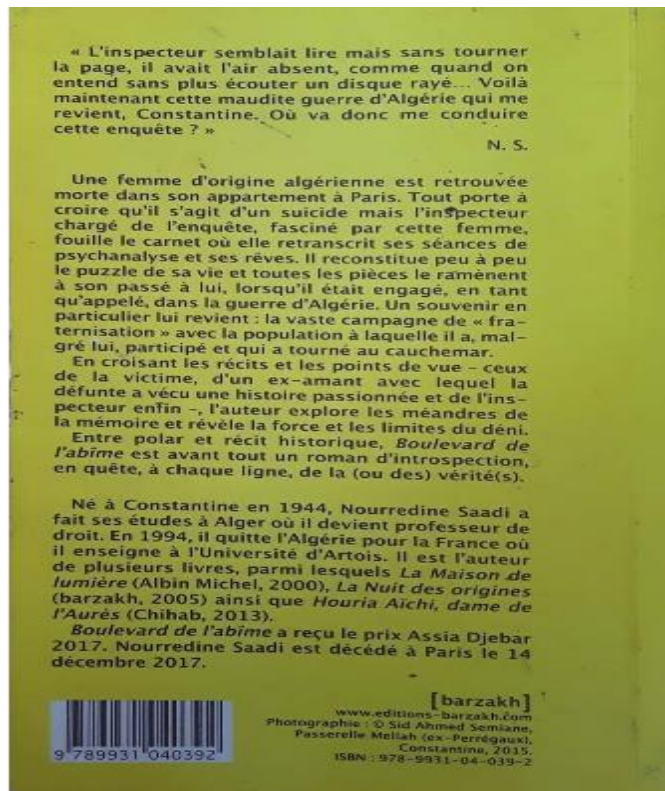 « L'inspecteur semblait lire mais sans tourner
la page, il avait l'air absent, comme quand on
entend sans plus écouter un disque rayé... Voilà
maintenant cette maudite guerre d'Algérie qui me
revient, Constantine. Où va donc me conduire
cette enquête ? »
N. S.
Une femme d'origine algérienne est retrouvée
morte dans son appartement à Paris. Tout porte à
croire qu'il s'agit d'un suicide mais l'inspecteur
chargé de l'enquête, fasciné par cette femme,
fouille le carnet où elle retranscrit ses séances de
psychanalyse et ses rêves. Il reconstitue peu à peu
le puzzle de sa vie et toutes les pièces le ramènent
à son passé à lui, lorsqu'il était engagé, en tant
qu'appelé, dans la guerre d'Algérie. Un souvenir en
particulier lui revient : la vaste campagne de « fra-
ternisation » avec la population à laquelle il a, mal-
gré lui, participé et qui a tourné au cauchemar.
En croisant les récits et les points de vue – ceux
de la victime, d'un ex-amant avec lequel la
défunte a vécu une histoire passionnée et de l'ins-
pecteur enfin –, l'auteur explore les méandres de
la mémoire et révèle la force et les limites du déni.
Entre polar et récit historique, Boulevard de
l'abîme est avant tout un roman d'introspection,
en quête, à chaque ligne, de la (ou des) vérité(s).
Né à Constantine en 1944, Nourredine Saadi a
fait ses études à Alger où il devient professeur de
droit. En 1994, il quitte l'Algérie pour la France où
il enseigne à l'Université d'Artois. Il est l'auteur
de plusieurs livres, parmi lesquels La Maison de
lumière (Albin Michel, 2000), La Nuit des origines
(barzakh, 2005) ainsi que Houria Aïchi, dame de
l'Aurès (Chihab, 2013).
Boulevard de l'abîme a reçu le prix Assia Djebar
2017. Nourredine Saadi est décédé à Paris le 14
décembre 2017.
[barzakh]
www.editions-barzakh.com
Photographie : © Sid Ahmed Semiane,
Passerelle Mellah (ex-Perrégaux),
Constantine, 2015.
ISBN : 978-9931-04-039-2
9 789931 040392